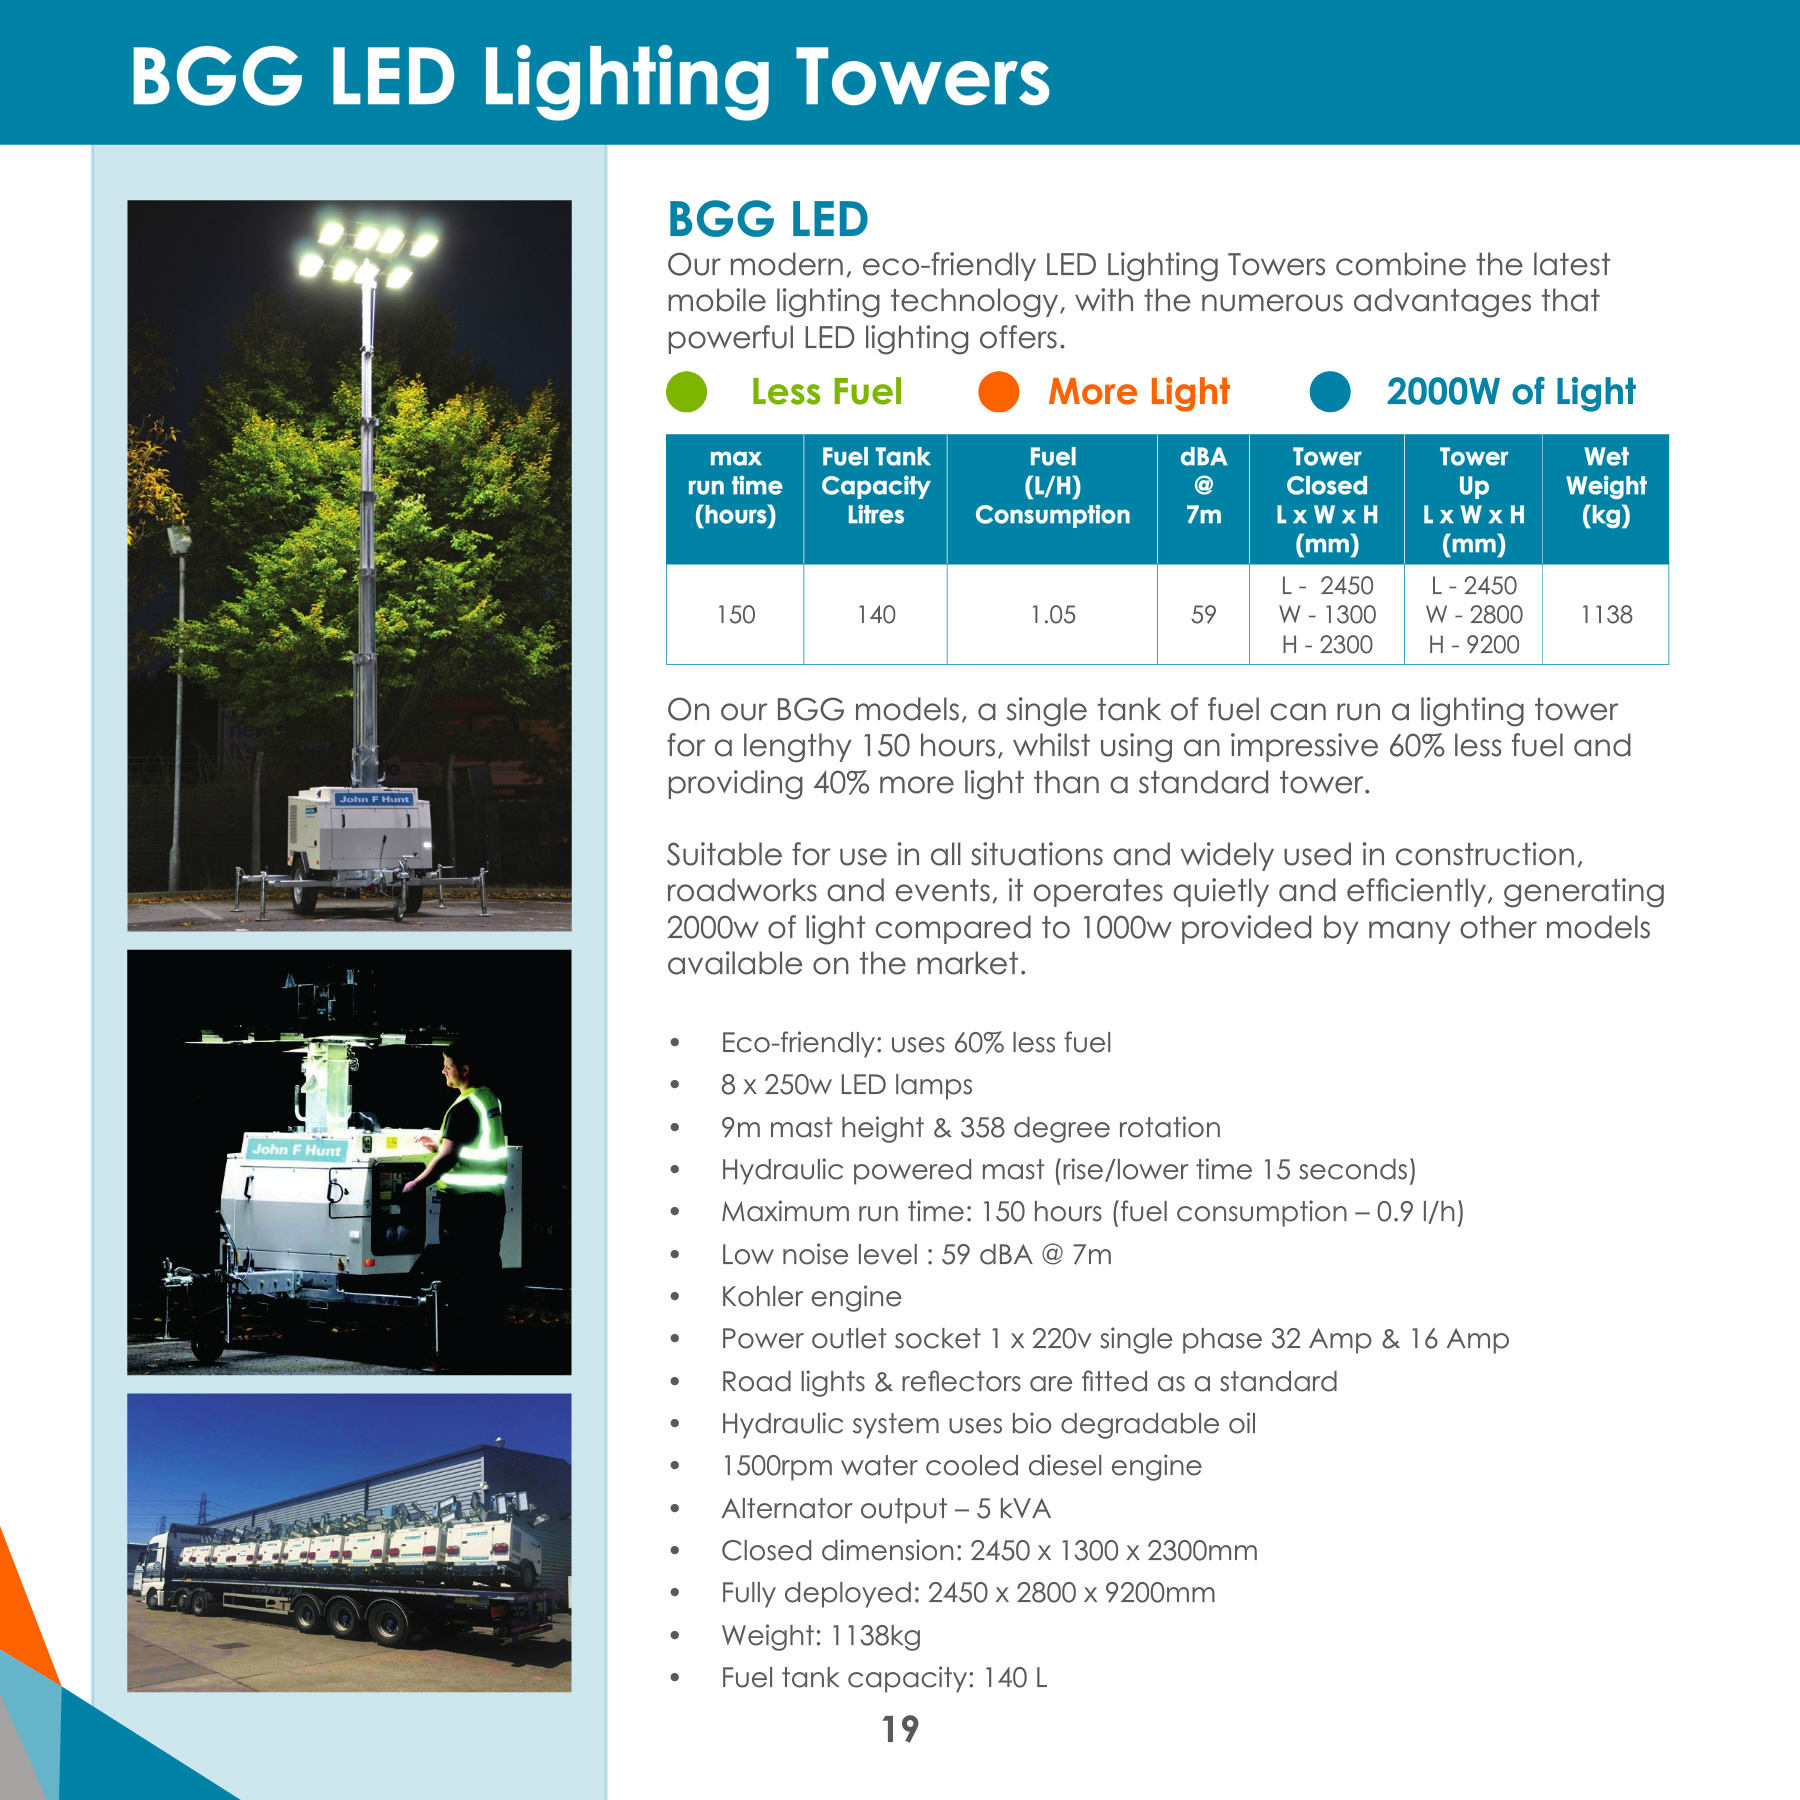 BGG LED Lighting Towers
John F Hunt
John F Hunt
BGG LED
Our modern, eco-friendly LED Lighting Towers combine the latest
mobile lighting technology, with the numerous advantages that
powerful LED lighting offers.
Less Fuel More Light 2000W of Light
max run time (hours) Fuel Tank Capacity Litres Fuel (L/H) Consumption dBA @ 7m Tower Closed L x W x H (mm) Tower Up L x W x H (mm) Wet Weight (kg)
150 140 1.05 59 L - 2450 W - 1300 H - 2300 L - 2450 W - 2800 H - 9200 1138
On our BGG models, a single tank of fuel can run a lighting tower
for a lengthy 150 hours, whilst using an impressive 60% less fuel and
providing 40% more light than a standard tower.
Suitable for use in all situations and widely used in construction,
roadworks and events, it operates quietly and efficiently, generating
2000w of light compared to 1000w provided by many other models
available on the market.
• Eco-friendly: uses 60% less fuel
• 8 x 250w LED lamps
• 9m mast height & 358 degree rotation
• Hydraulic powered mast (rise/lower time 15 seconds)
• Maximum run time: 150 hours (fuel consumption – 0.9 l/h)
• Low noise level : 59 dBA @ 7m
• Kohler engine
• Power outlet socket 1 x 220v single phase 32 Amp & 16 Amp
• Road lights & reflectors are fitted as a standard
• Hydraulic system uses bio degradable oil
• 1500rpm water cooled diesel engine
• Alternator output – 5 kVA
• Closed dimension: 2450 x 1300 x 2300mm
• Fully deployed: 2450 x 2800 x 9200mm
• Weight: 1138kg
• Fuel tank capacity: 140 L
19